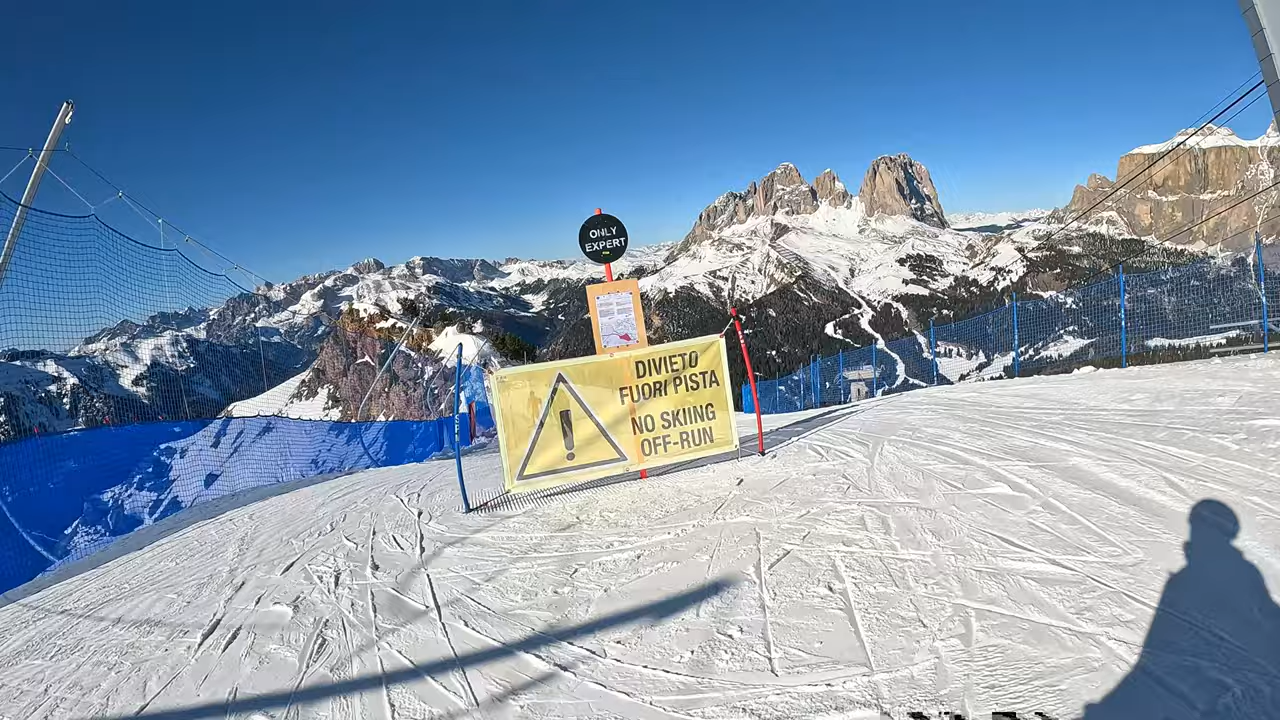 ONLY
EXPERT
DIVIETO
FUORI PISTA
NO SKIING
OFF-RUN